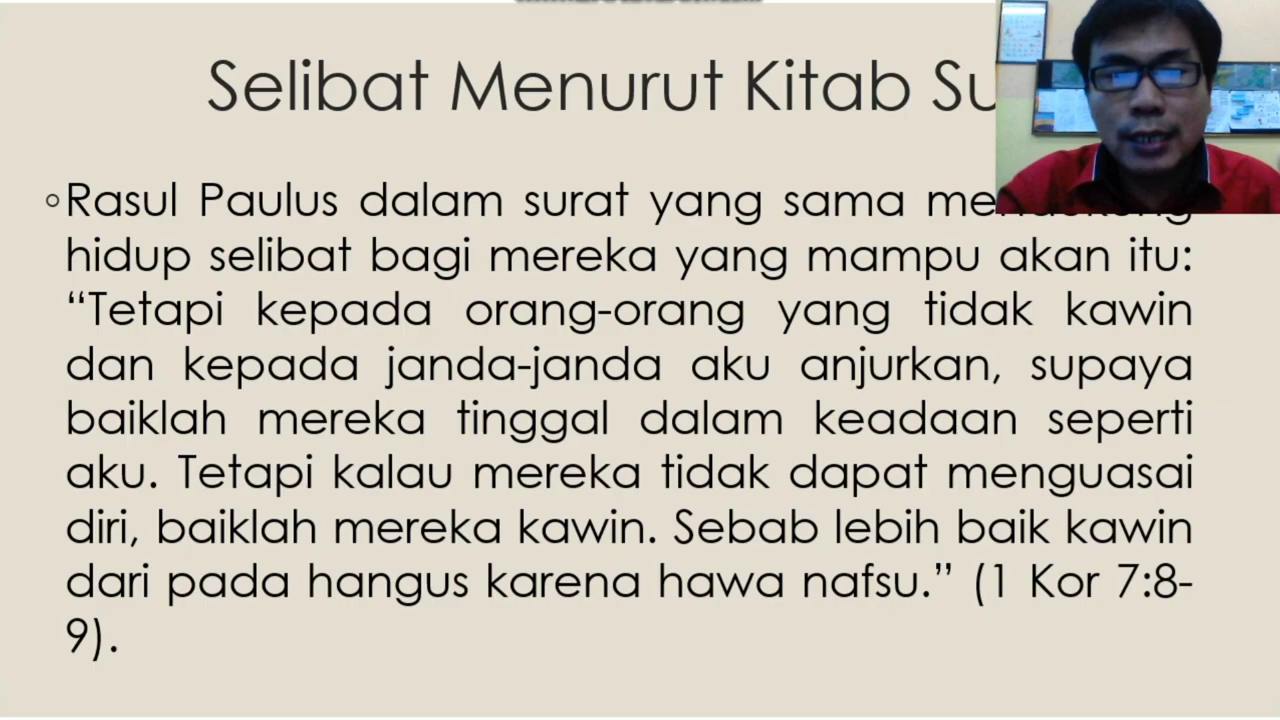 Selibat Menurut Kitab
◦Rasul Paulus dalam surat yang sama
hidup selibat bagi mereka yang mampu akan itu:
“Tetapi kepada orang-orang yang tidak kawin
dan kepada janda-janda aku anjurkan, supaya
baiklah mereka tinggal dalam keadaan seperti
aku. Tetapi kalau mereka tidak dapat menguasai
diri, baiklah mereka kawin. Sebab lebih baik kawin
dari pada hangus karena hawa nafsu.” (1 Kor 7:8-
9).